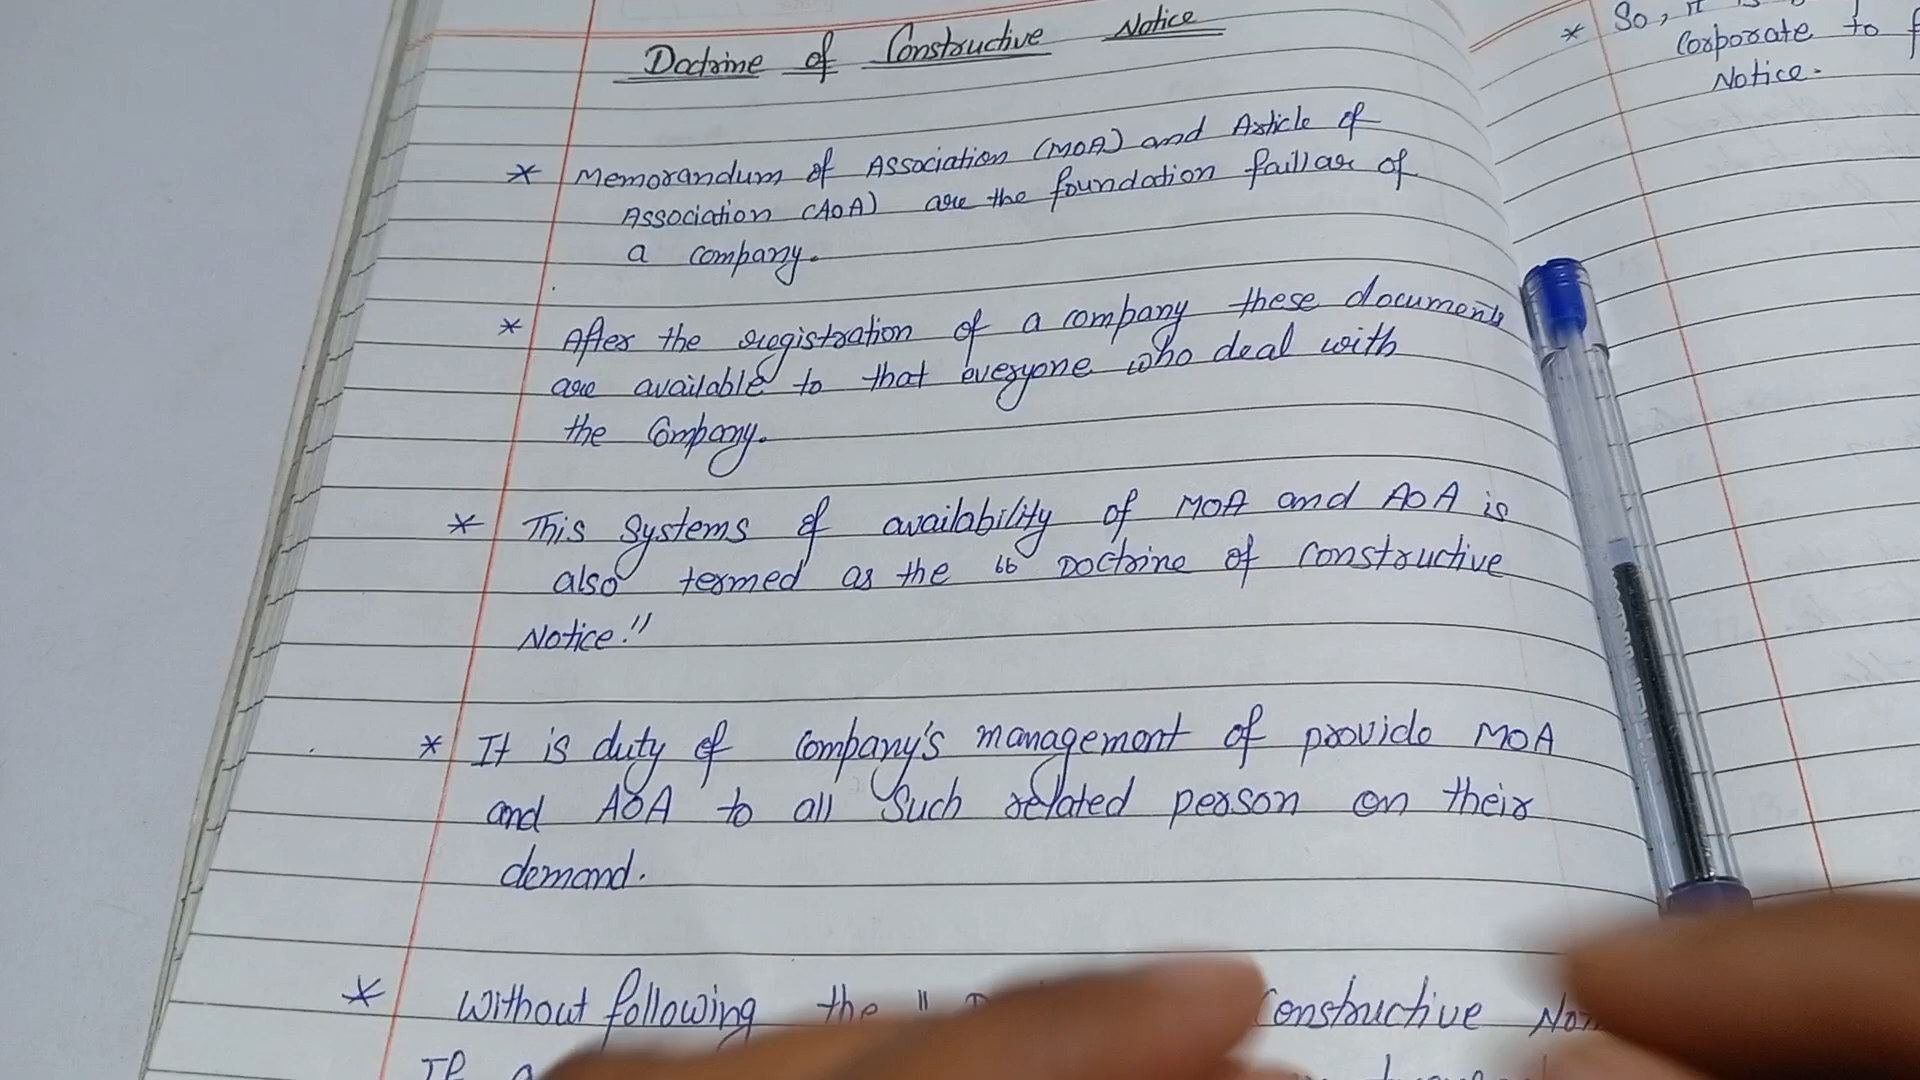 Doctrine of Constructive Notice
* Memorandum of Association (MOA) and Article of
Association (AOA) are the foundation faillar of
a company.
* After the registration of a company these documents
are available to that everyone who deal with
the Company.
* This Systems of availability of MOA and AOA is
also termed as the "Doctrine of constructive
Notice."
* It is duty of Company's management of provide MOA
and AOA to all Such related person on their
demand.
* Without following the " Constructive
* So, it is
Corporate to
Notice.